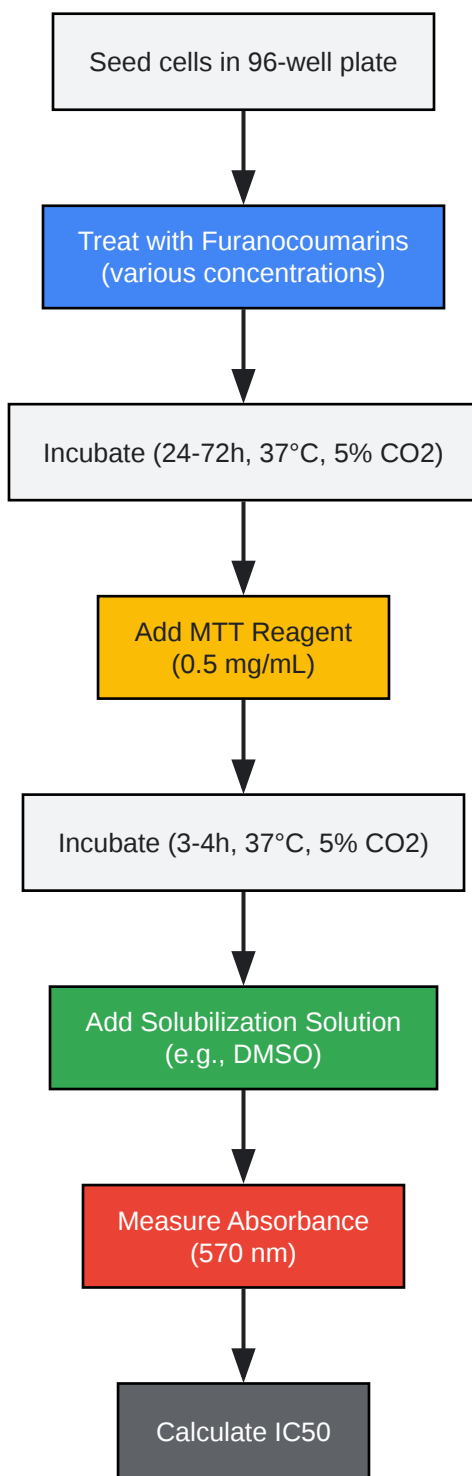 Seed cells in 96-well plate
Treat with Furanocoumarins
(various concentrations)
Incubate (24-72h, 37°C, 5% CO2)
Add MTT Reagent
(0.5 mg/mL)
Incubate (3-4h, 37°C, 5% CO2)
Add Solubilization Solution
(e.g., DMSO)
Measure Absorbance
(570 nm)
Calculate IC50